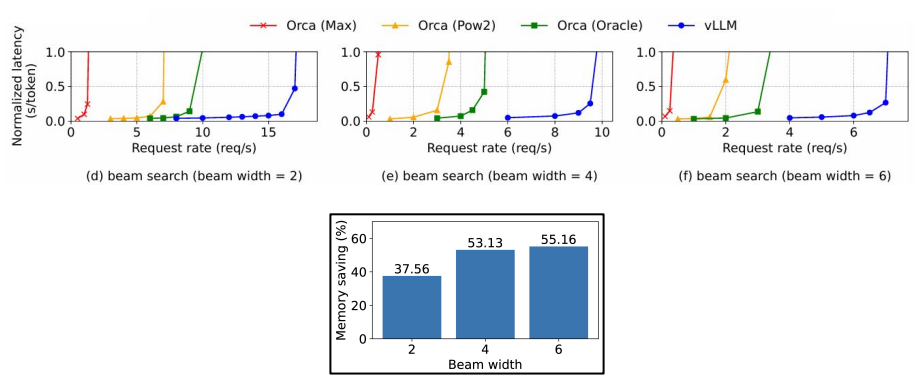 Orca (Max) Orca (Pow2) Orca (Oracle) vLLM
Normalized latency
(s/token)
1.0
0.5
0.0
0 5 10 15
Request rate (req/s)
(d) beam search (beam width = 2)
1.0
0.5
0.0
0 2 4 6 8 10
Request rate (req/s)
(e) beam search (beam width = 4)
1.0
0.5
0.0
0 2 4 6
Request rate (req/s)
(f) beam search (beam width = 6)
Memory saving (%)
60
40
20
0
37.56
53.13
55.16
2 4 6
Beam width